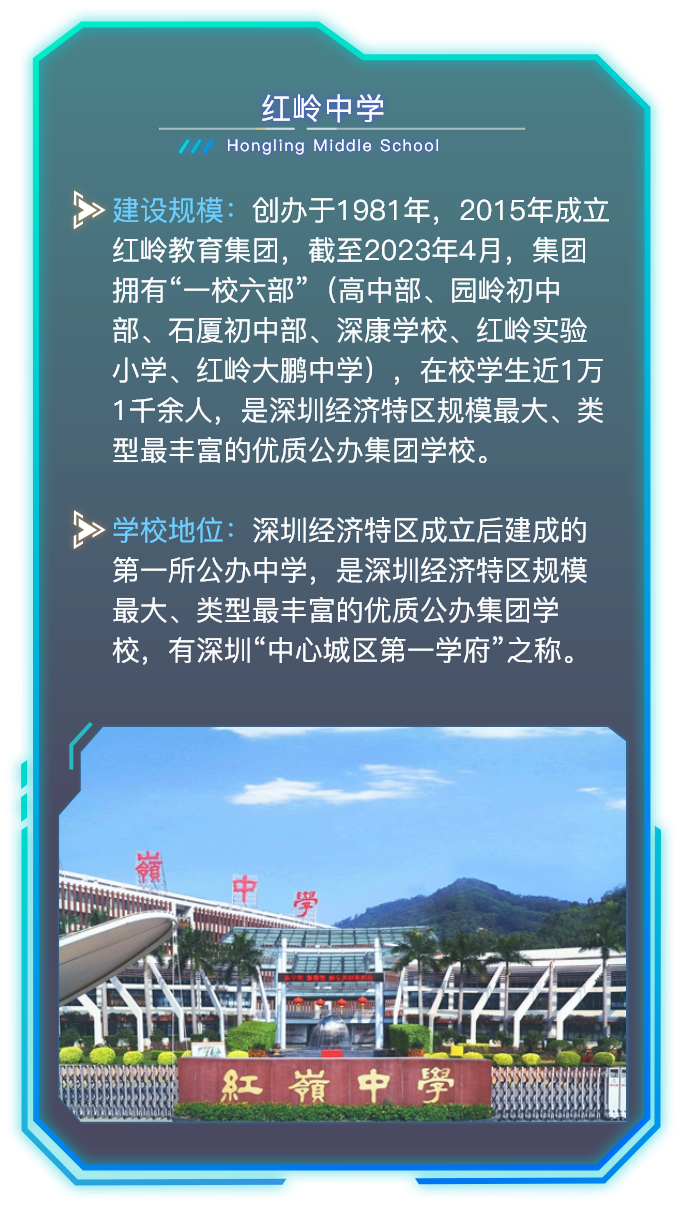 红岭中学
Hongling Middle School
建设规模：创办于1981年，2015年成立
红岭教育集团，截至2023年4月，集团
拥有“一校六部”（高中部、园岭初中
部、石厦初中部、深康学校、红岭实验
小学、红岭大鹏中学），在校学生近1万
1千余人，是深圳经济特区规模最大、类
型最丰富的优质公办集团学校。
学校地位：深圳经济特区成立后建成的
第一所公办中学，是深圳经济特区规模
最大、类型最丰富的优质公办集团学
校，有深圳“中心城区第一学府”之称。
嶺中學
紅嶺中學